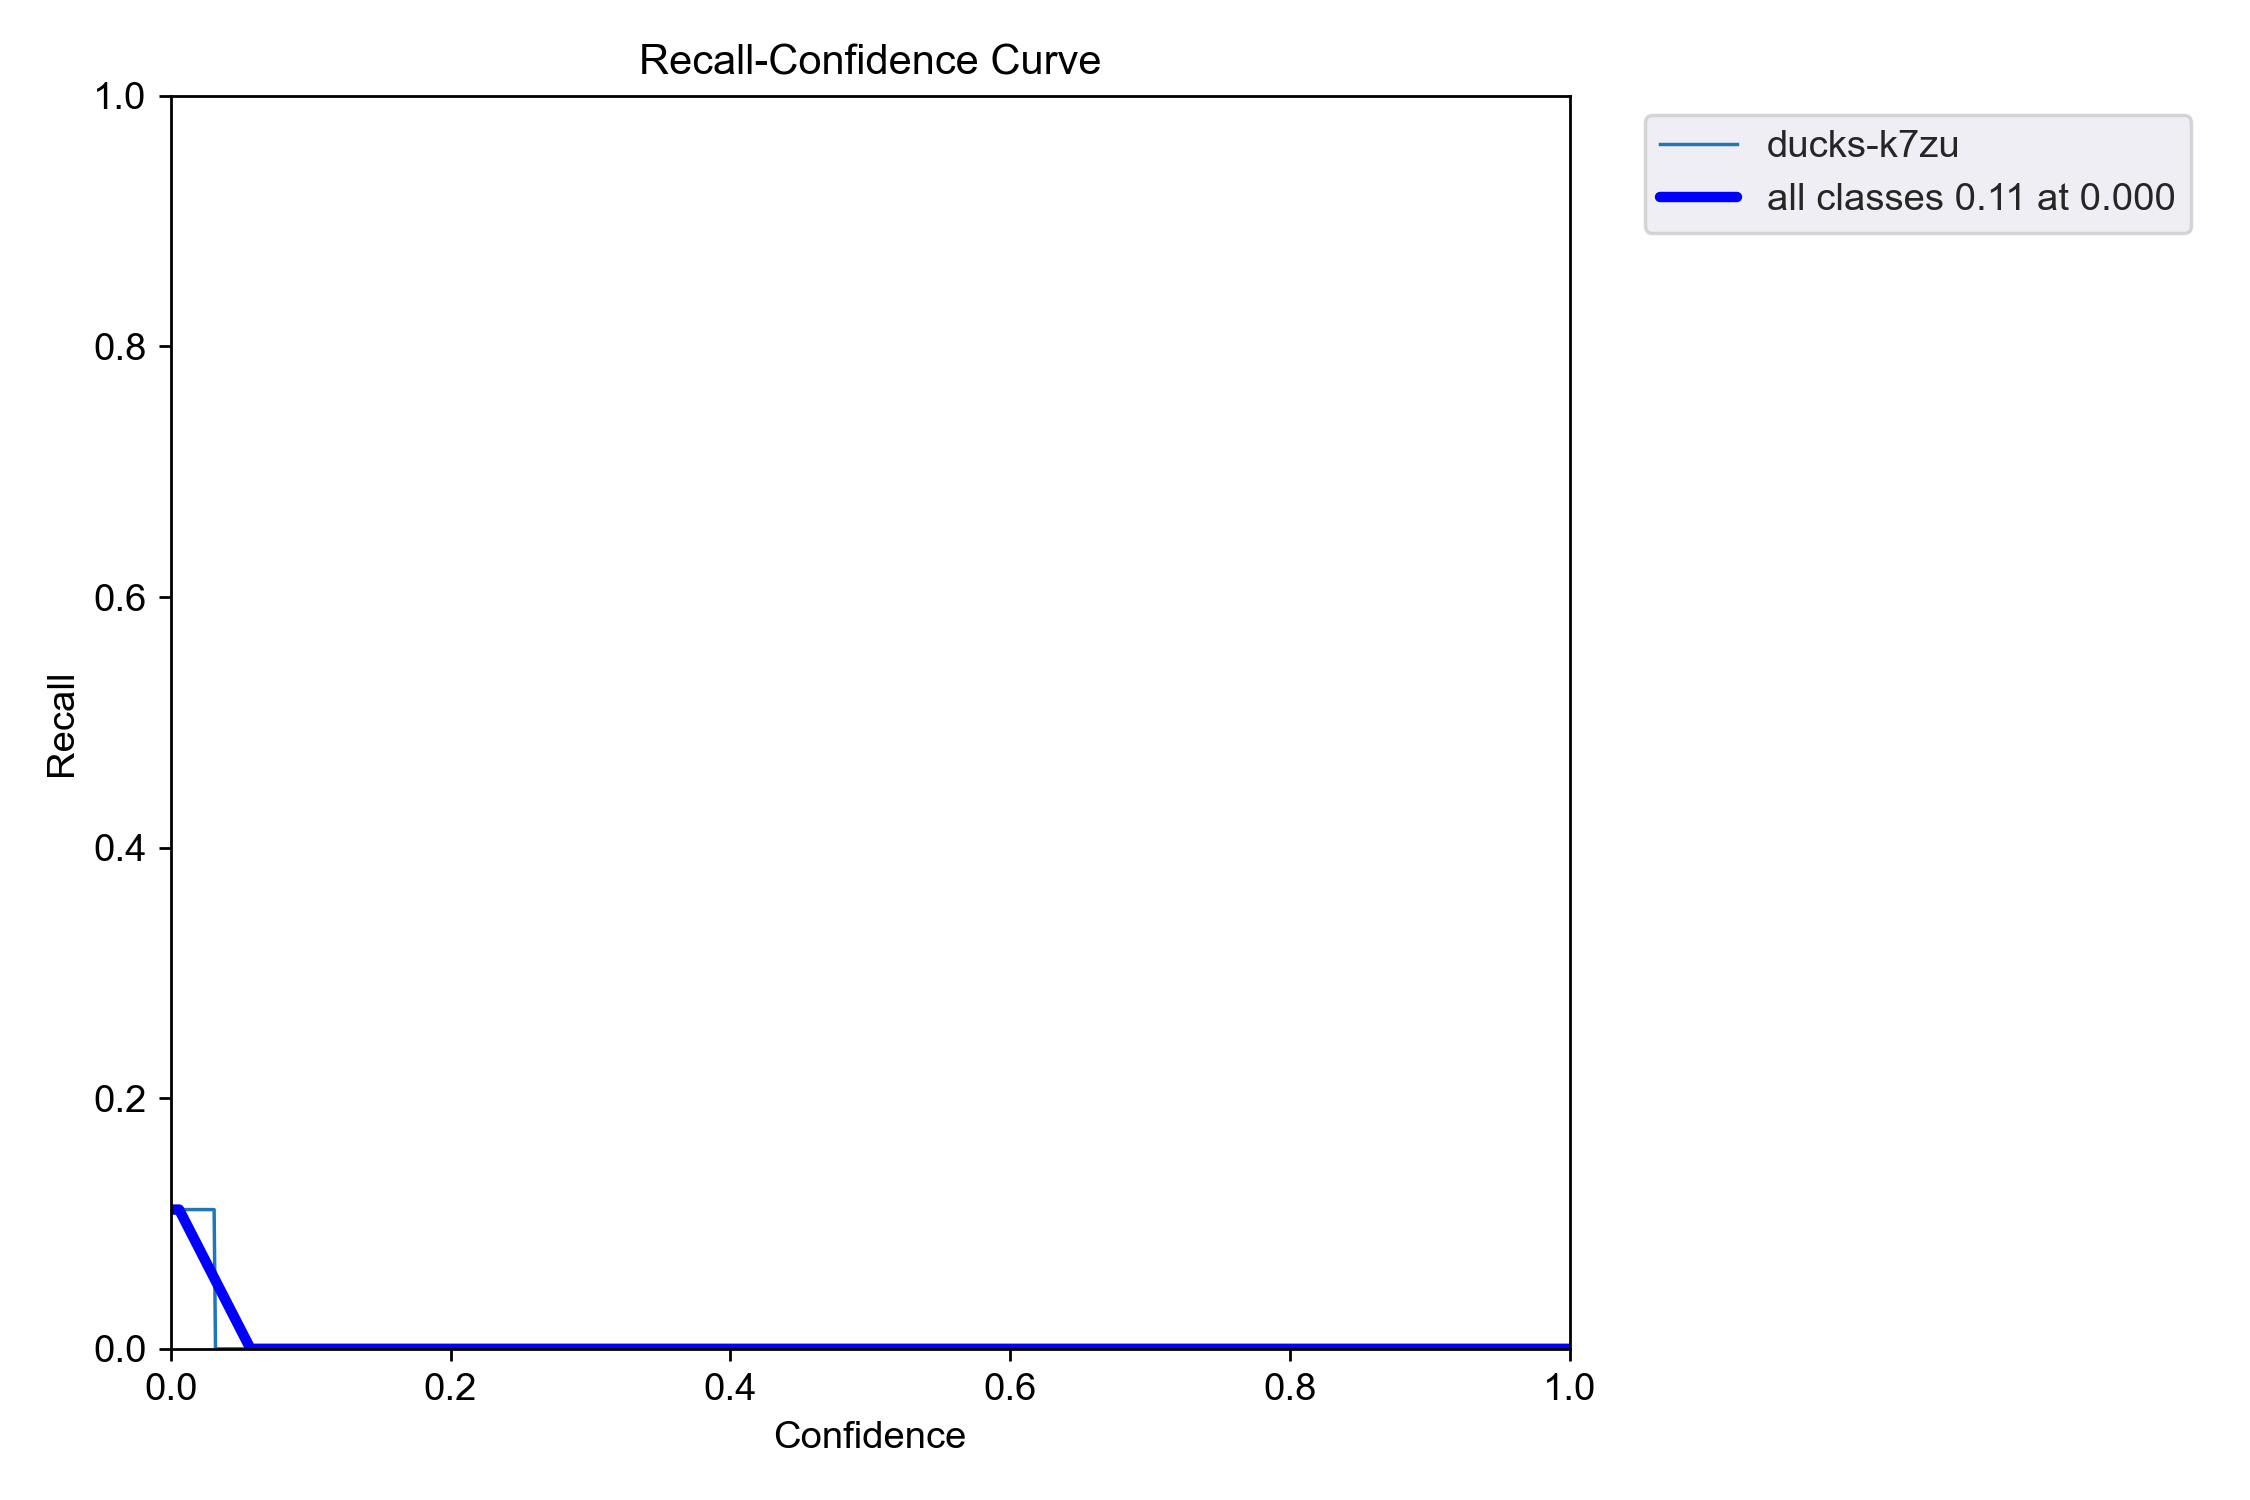 Recall-Confidence Curve
1.0
0.8
0.6
0.4
0.2
0.0
Recall
0.0 0.2 0.4 0.6 0.8 1.0
Confidence
ducks-k7zu
all classes 0.11 at 0.000